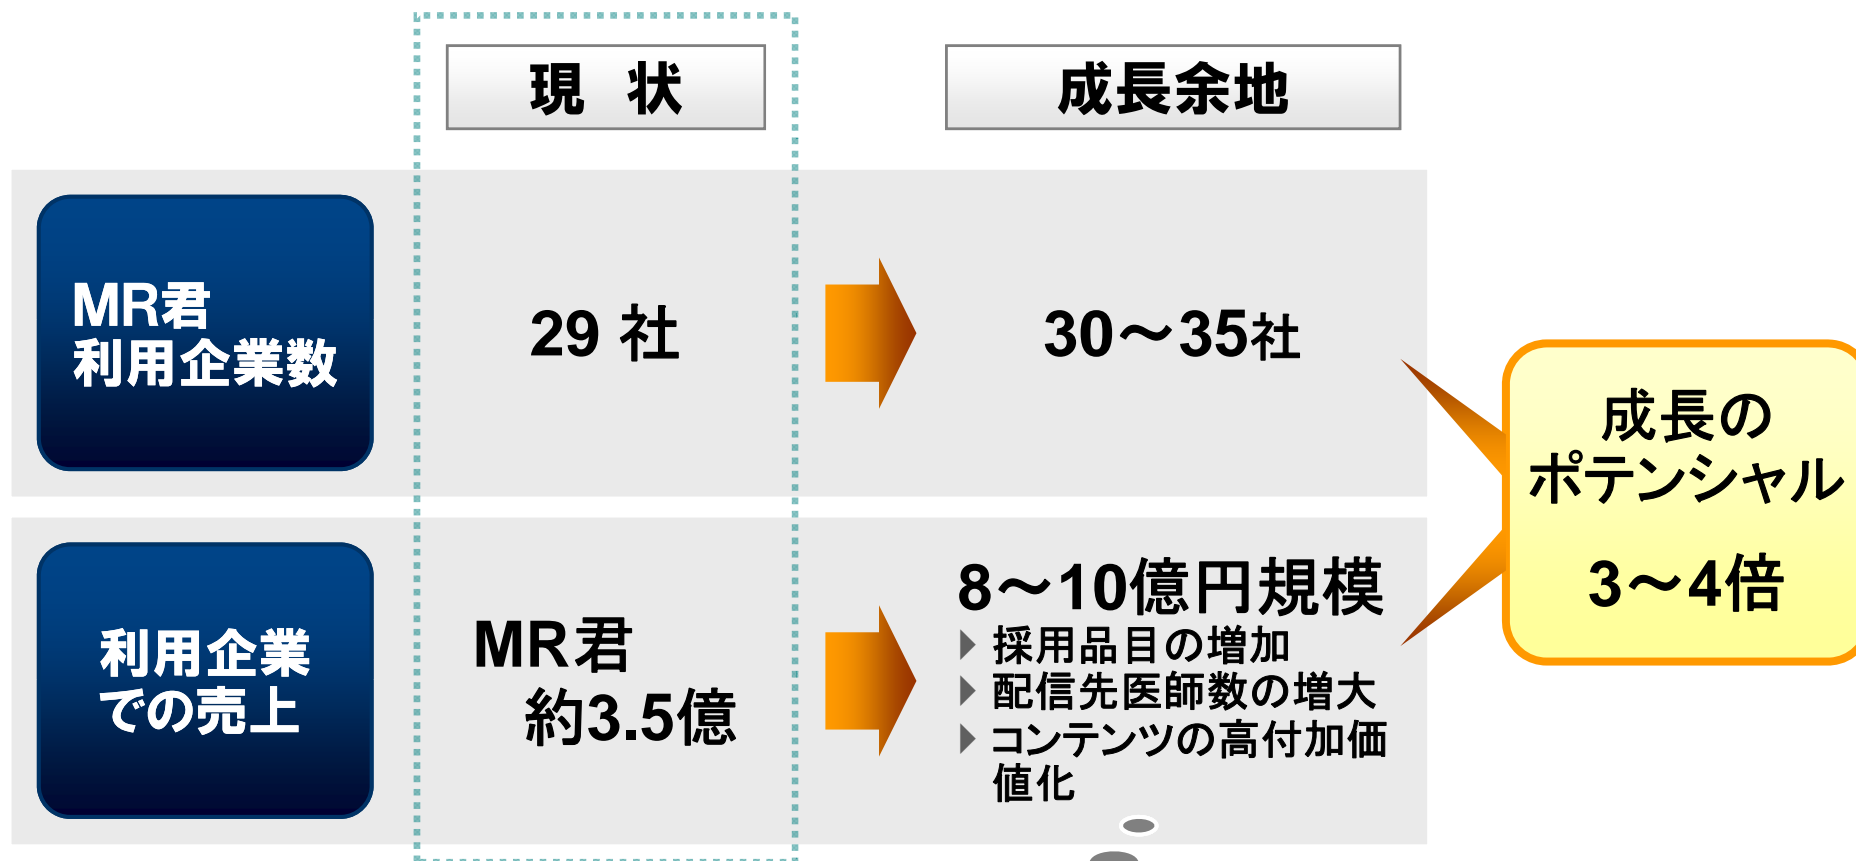 現　状
成長余地
MR君
利用企業数
29 社
30～35社
利用企業
での売上
MR君
約3.5億
8～10億円規模
採用品目の増加
配信先医師数の増大
コンテンツの高付加価
値化
成長の
ポテンシャル
3～4倍